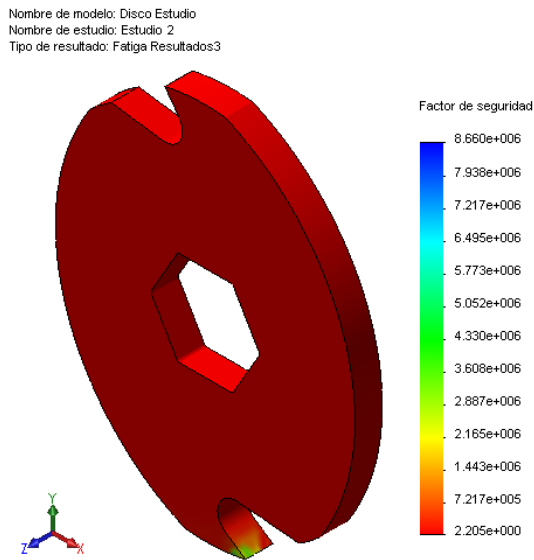 Nombre de modelo: Disco Estudio
Nombre de estudio: Estudio 2
Tipo de resultado: Fatiga Resultados3
Factor de seguridad
8.660e+006
7.938e+006
7.217e+006
6.495e+006
5.773e+006
5.052e+006
4.330e+006
3.608e+006
2.887e+006
2.165e+006
1.443e+006
7.217e+005
2.205e+000
Y
Z
X